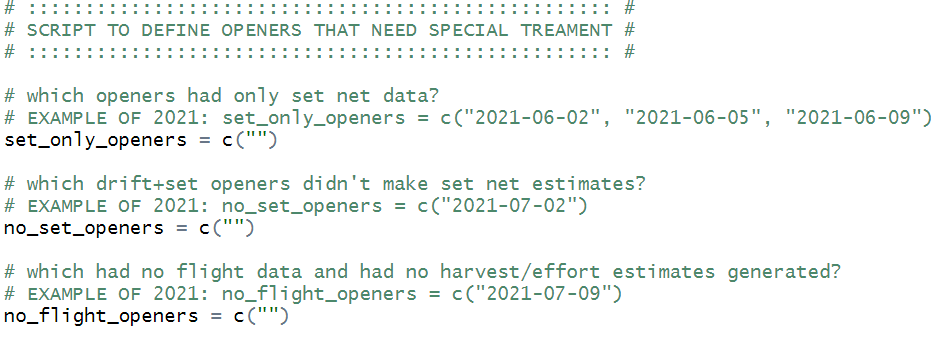 # ::::::::::::::::::::::::::::::::::::::::::::::::::::: #
# SCRIPT TO DEFINE OPENERS THAT NEED SPECIAL TREAMENT #
# ::::::::::::::::::::::::::::::::::::::::::::::::::::: #
# which openers had only set net data?
# EXAMPLE OF 2021: set_only_openers = c("2021-06-02", "2021-06-05", "2021-06-09")
set_only_openers = c("")
# which drift+set openers didn't make set net estimates?
# EXAMPLE OF 2021: no_set_openers = c("2021-07-02")
no_set_openers = c("")
# which had no flight data and had no harvest/effort estimates generated?
# EXAMPLE OF 2021: no_flight_openers = c("2021-07-09")
no_flight_openers = c("")